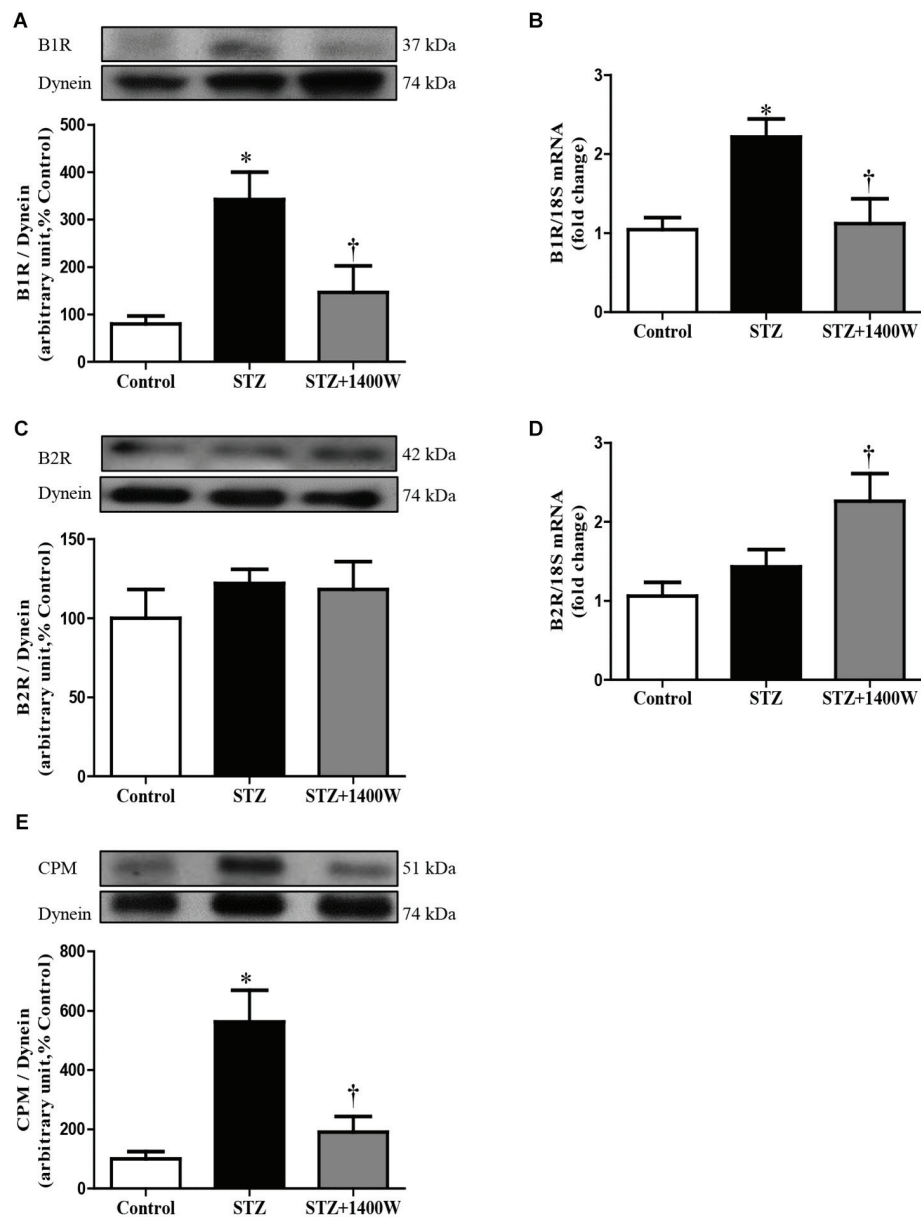 A
B1R
37 kDa
Dynein
74 kDa
500
400
300
200
100
0
B1R / Dynein
(arbitrary unit,% Control)
*
†
Control
STZ
STZ+1400W
B
3
2
1
0
B1R/18S mRNA
(fold change)
*
†
Control
STZ
STZ+1400W
C
B2R
42 kDa
Dynein
74 kDa
150
100
50
0
B2R / Dynein
(arbitrary unit,% Control)
Control
STZ
STZ+1400W
D
3
2
1
0
B2R/18S mRNA
(fold change)
†
Control
STZ
STZ+1400W
E
CPM
51 kDa
Dynein
74 kDa
800
600
400
200
0
CPM / Dynein
(arbitrary unit,% Control)
*
†
Control
STZ
STZ+1400W